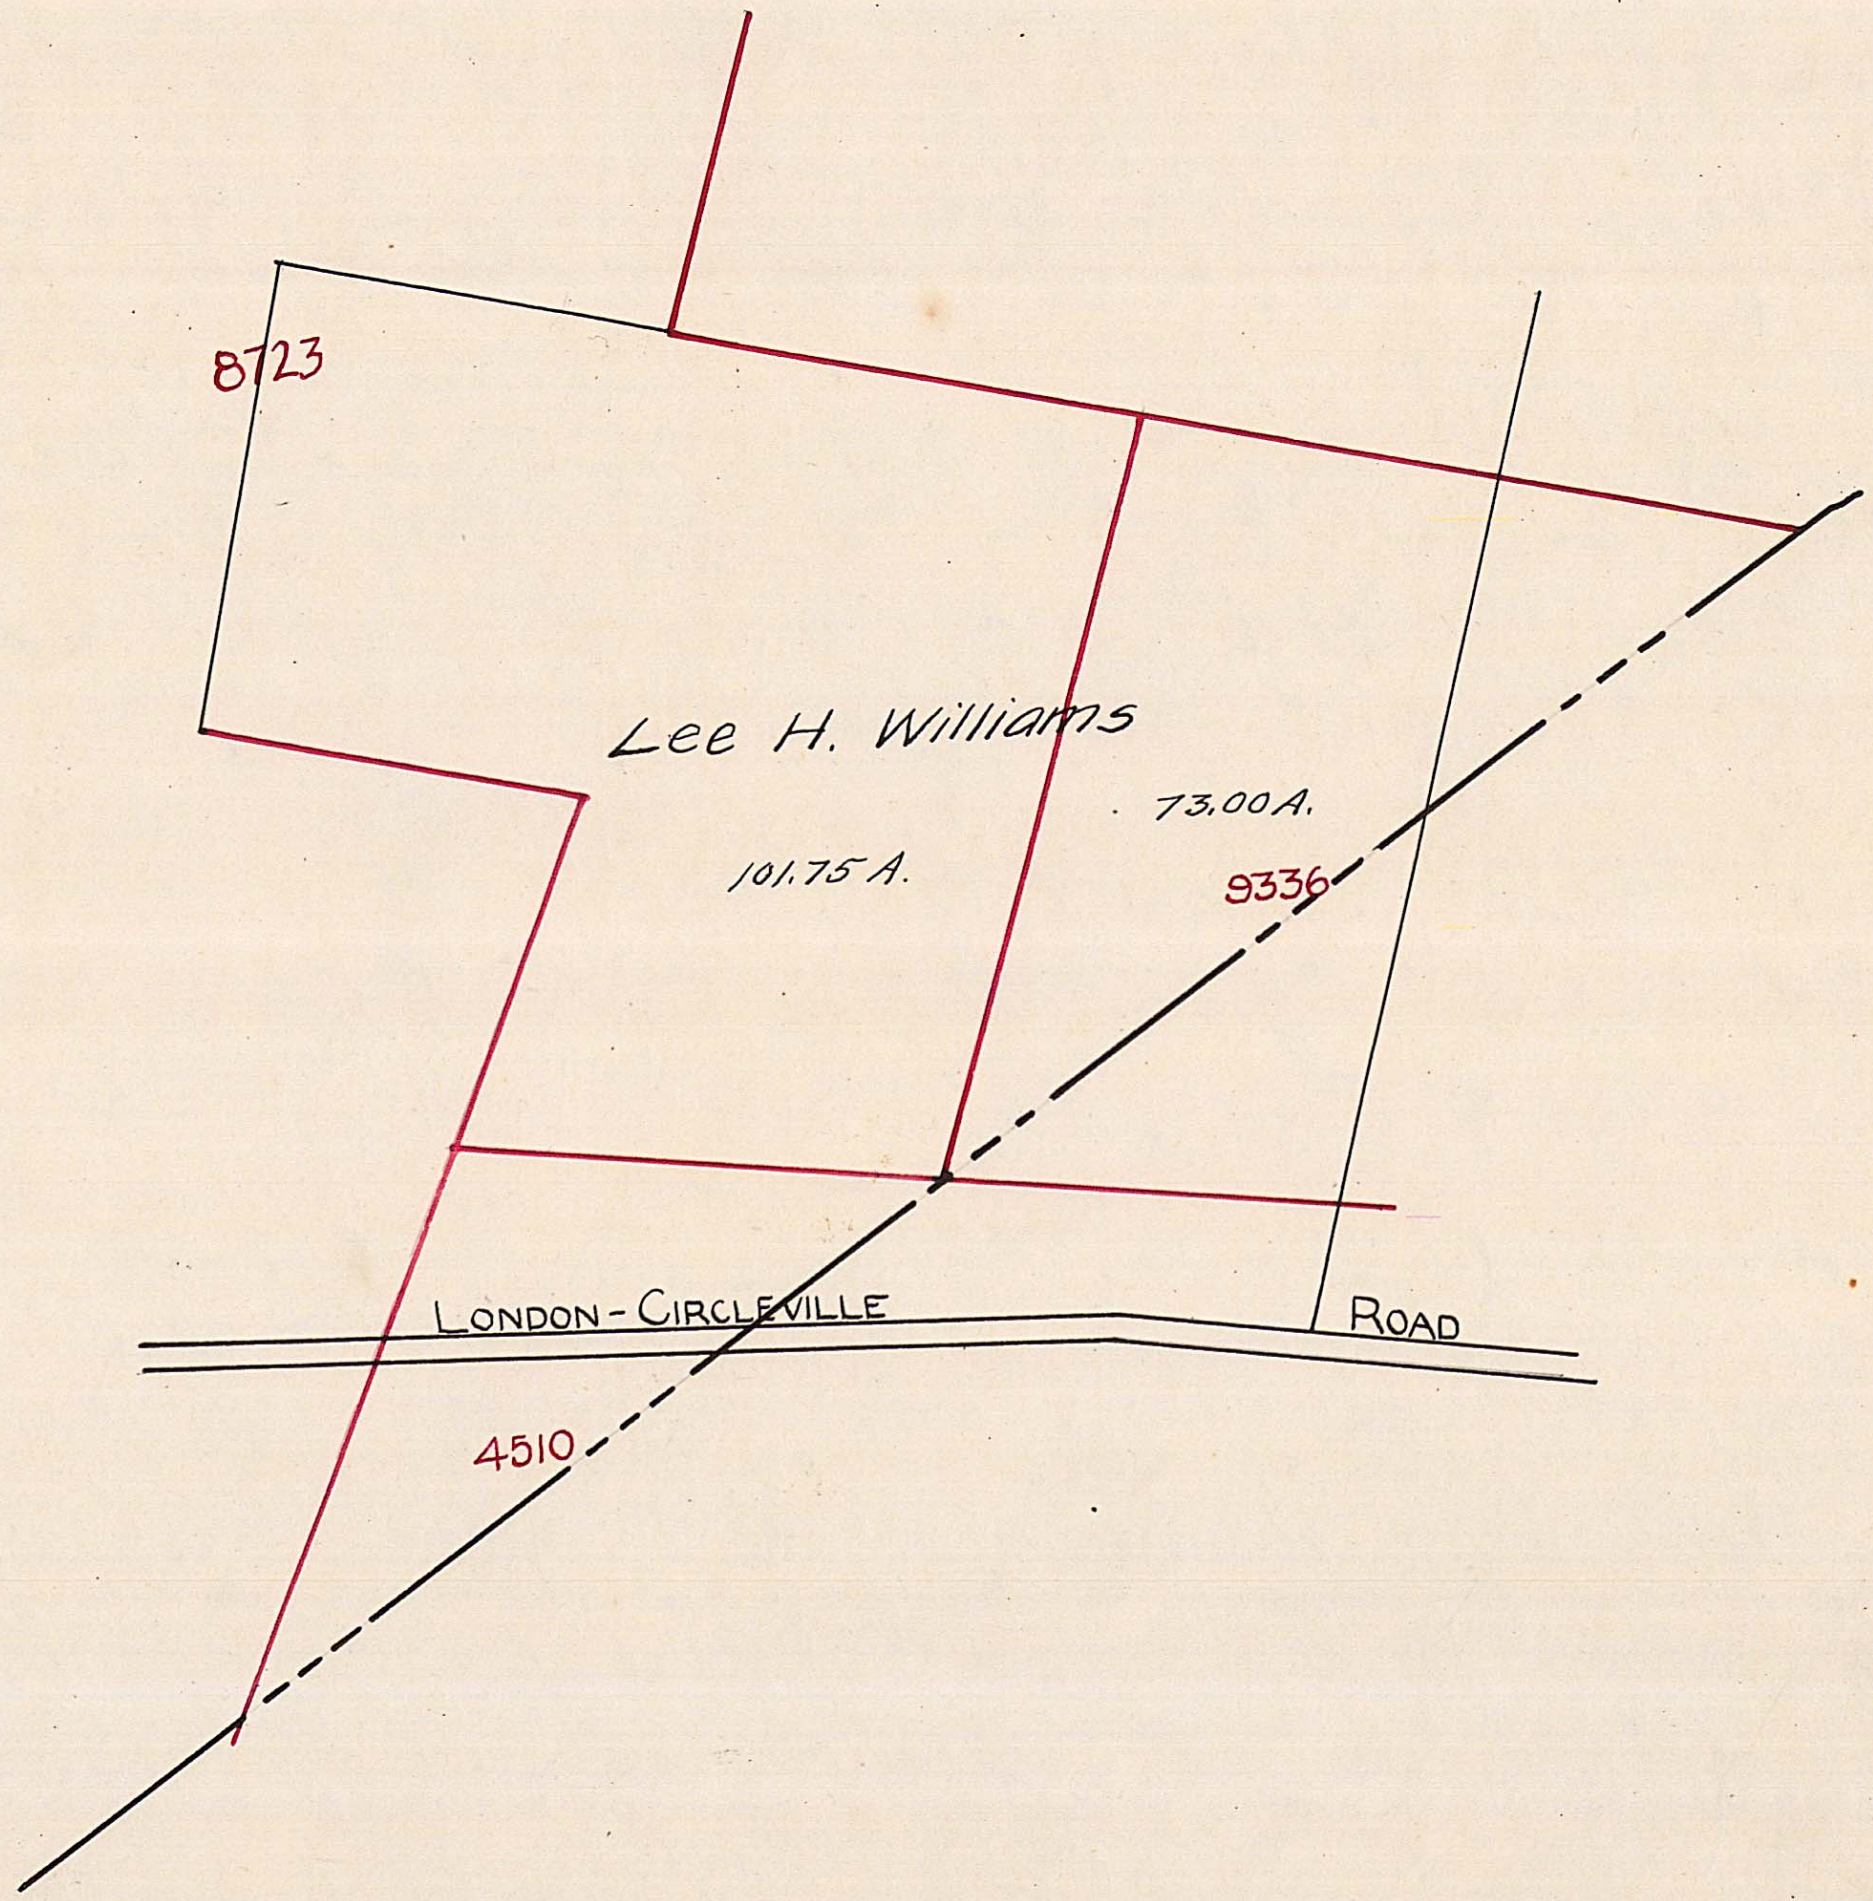 8723
Lee H. Williams
73.00 A.
101.75 A.
9336
LONDON - CIRCLEVILLE ROAD
4510